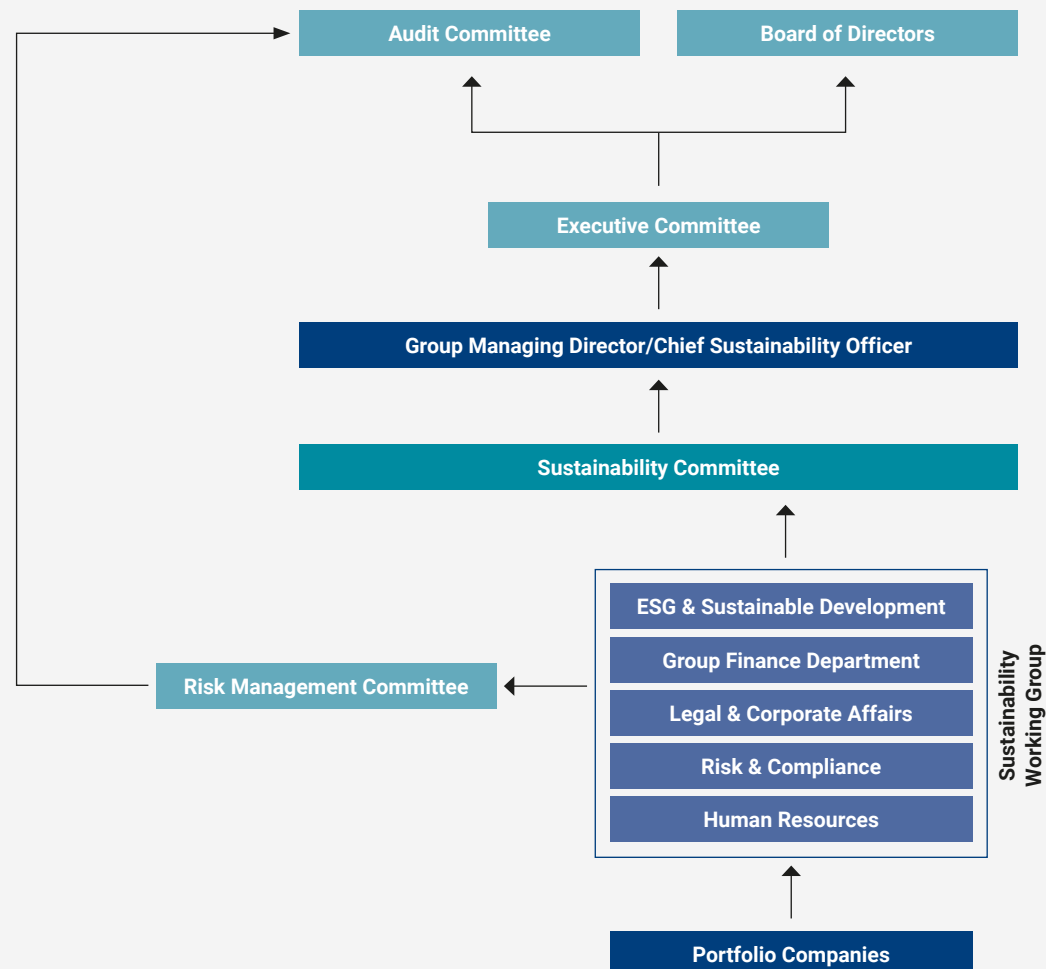 Audit Committee
Board of Directors
Executive Committee
Group Managing Director/Chief Sustainability Officer
Sustainability Committee
ESG & Sustainable Development
Group Finance Department
Legal & Corporate Affairs
Risk & Compliance
Human Resources
Sustainability
Working Group
Risk Management Committee
Portfolio Companies